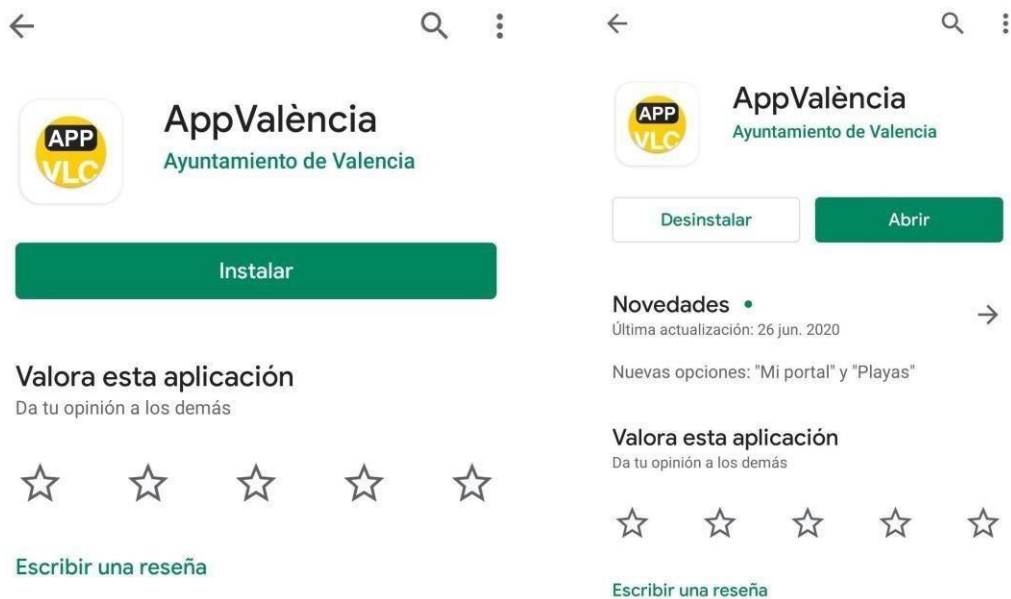 APP
VLC
AppValència
Ayuntamiento de Valencia
Instalar
Valora esta aplicación
Da tu opinión a los demás
Escribir una reseña
APP
VLC
AppValència
Ayuntamiento de Valencia
Desinstalar
Abrir
Novedades
Última actualización: 26 jun. 2020
Nuevas opciones: "Mi portal" y "Playas"
Valora esta aplicación
Da tu opinión a los demás
Escribir una reseña